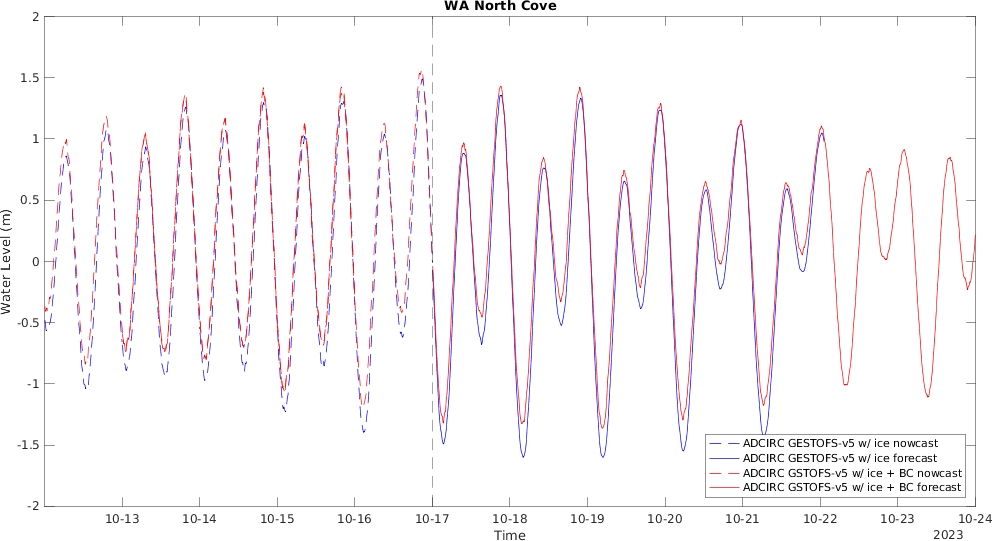 WA North Cove
2
1.5
1
0.5
0
-0.5
-1
-1.5
-2
Water Level (m)
10-13 10-14 10-15 10-16 10-17 10-18 10-19 10-20 10-21 10-22 10-23 10-24
Time
2023
ADCIRC GESTOFS-v5 w/ ice nowcast
ADCIRC GESTOFS-v5 w/ ice forecast
ADCIRC GSTOFS-v5 w/ ice + BC nowcast
ADCIRC GSTOFS-v5 w/ ice + BC forecast